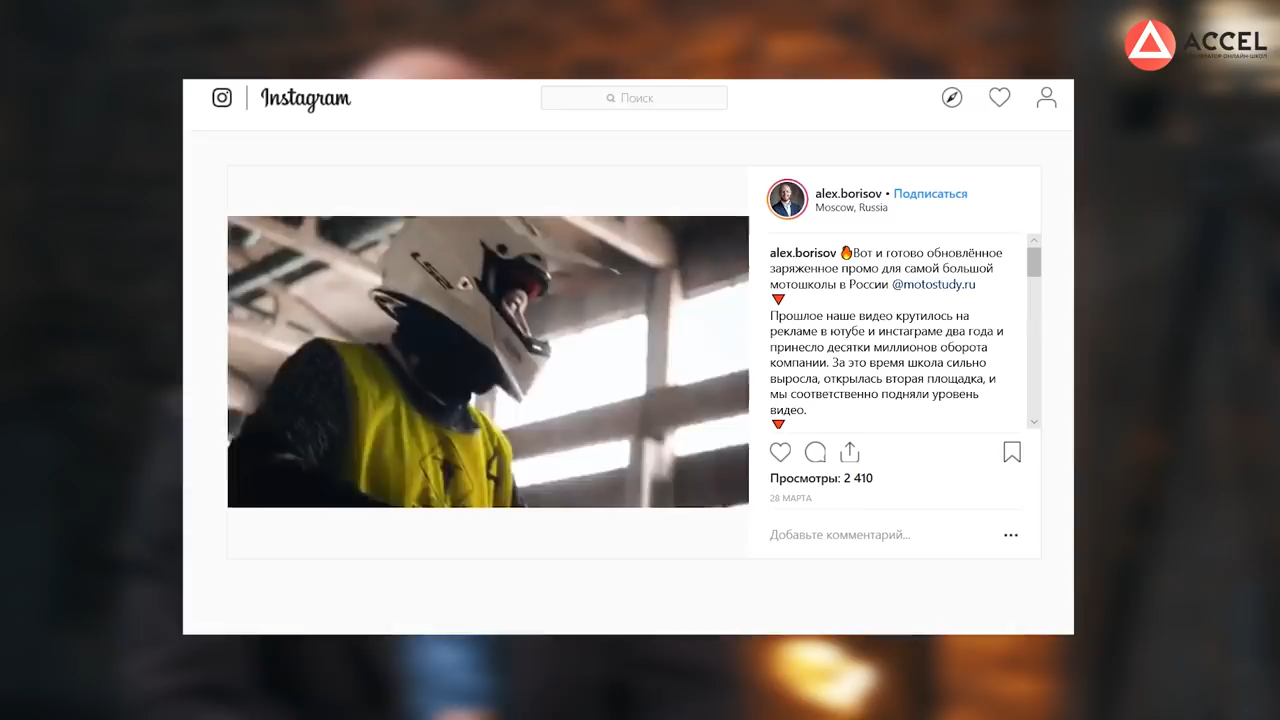 ACCEL
Instagram
Поиск
alex.borisov • Подписаться
Moscow, Russia
alex.borisov 🔥Вот и готово обновлённое
заряженное промо для самой большой
мотошколы в России @motostudy.ru
🔻
Прошлое наше видео крутилось на
рекламе в ютубе и инстаграме два года и
принесло десятки миллионов оборота
компании. За это время школа сильно
выросла, открылась вторая площадка, и
мы соответственно подняли уровень
видео.
🔻
Просмотры: 2 410
28 МАРТА
Добавьте комментарий...